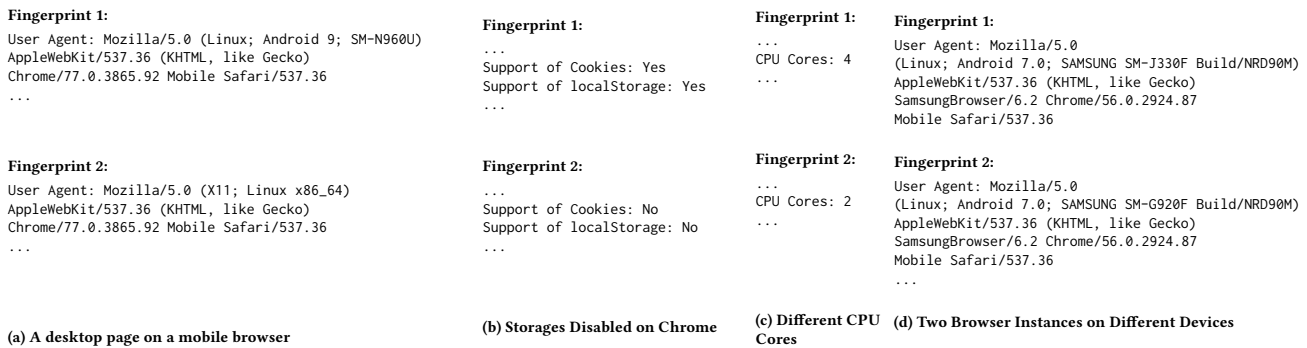 Fingerprint 1:
User Agent: Mozilla/5.0 (Linux; Android 9; SM-N960U)
AppleWebKit/537.36 (KHTML, like Gecko)
Chrome/77.0.3865.92 Mobile Safari/537.36
...
Fingerprint 2:
User Agent: Mozilla/5.0 (X11; Linux x86_64)
AppleWebKit/537.36 (KHTML, like Gecko)
Chrome/77.0.3865.92 Mobile Safari/537.36
...
(a) A desktop page on a mobile browser
Fingerprint 1:
...
Support of Cookies: Yes
Support of localStorage: Yes
...
Fingerprint 2:
...
Support of Cookies: No
Support of localStorage: No
...
(b) Storages Disabled on Chrome
Fingerprint 1:
...
CPU Cores: 4
...
Fingerprint 2:
...
CPU Cores: 2
...
(c) Different CPU
Cores
Fingerprint 1:
User Agent: Mozilla/5.0
(Linux; Android 7.0; SAMSUNG SM-J330F Build/NRD90M)
AppleWebKit/537.36 (KHTML, like Gecko)
SamsungBrowser/6.2 Chrome/56.0.2924.87
Mobile Safari/537.36
Fingerprint 2:
User Agent: Mozilla/5.0
(Linux; Android 7.0; SAMSUNG SM-G920F Build/NRD90M)
AppleWebKit/537.36 (KHTML, like Gecko)
SamsungBrowser/6.2 Chrome/56.0.2924.87
Mobile Safari/537.36
...
(d) Two Browser Instances on Different Devices